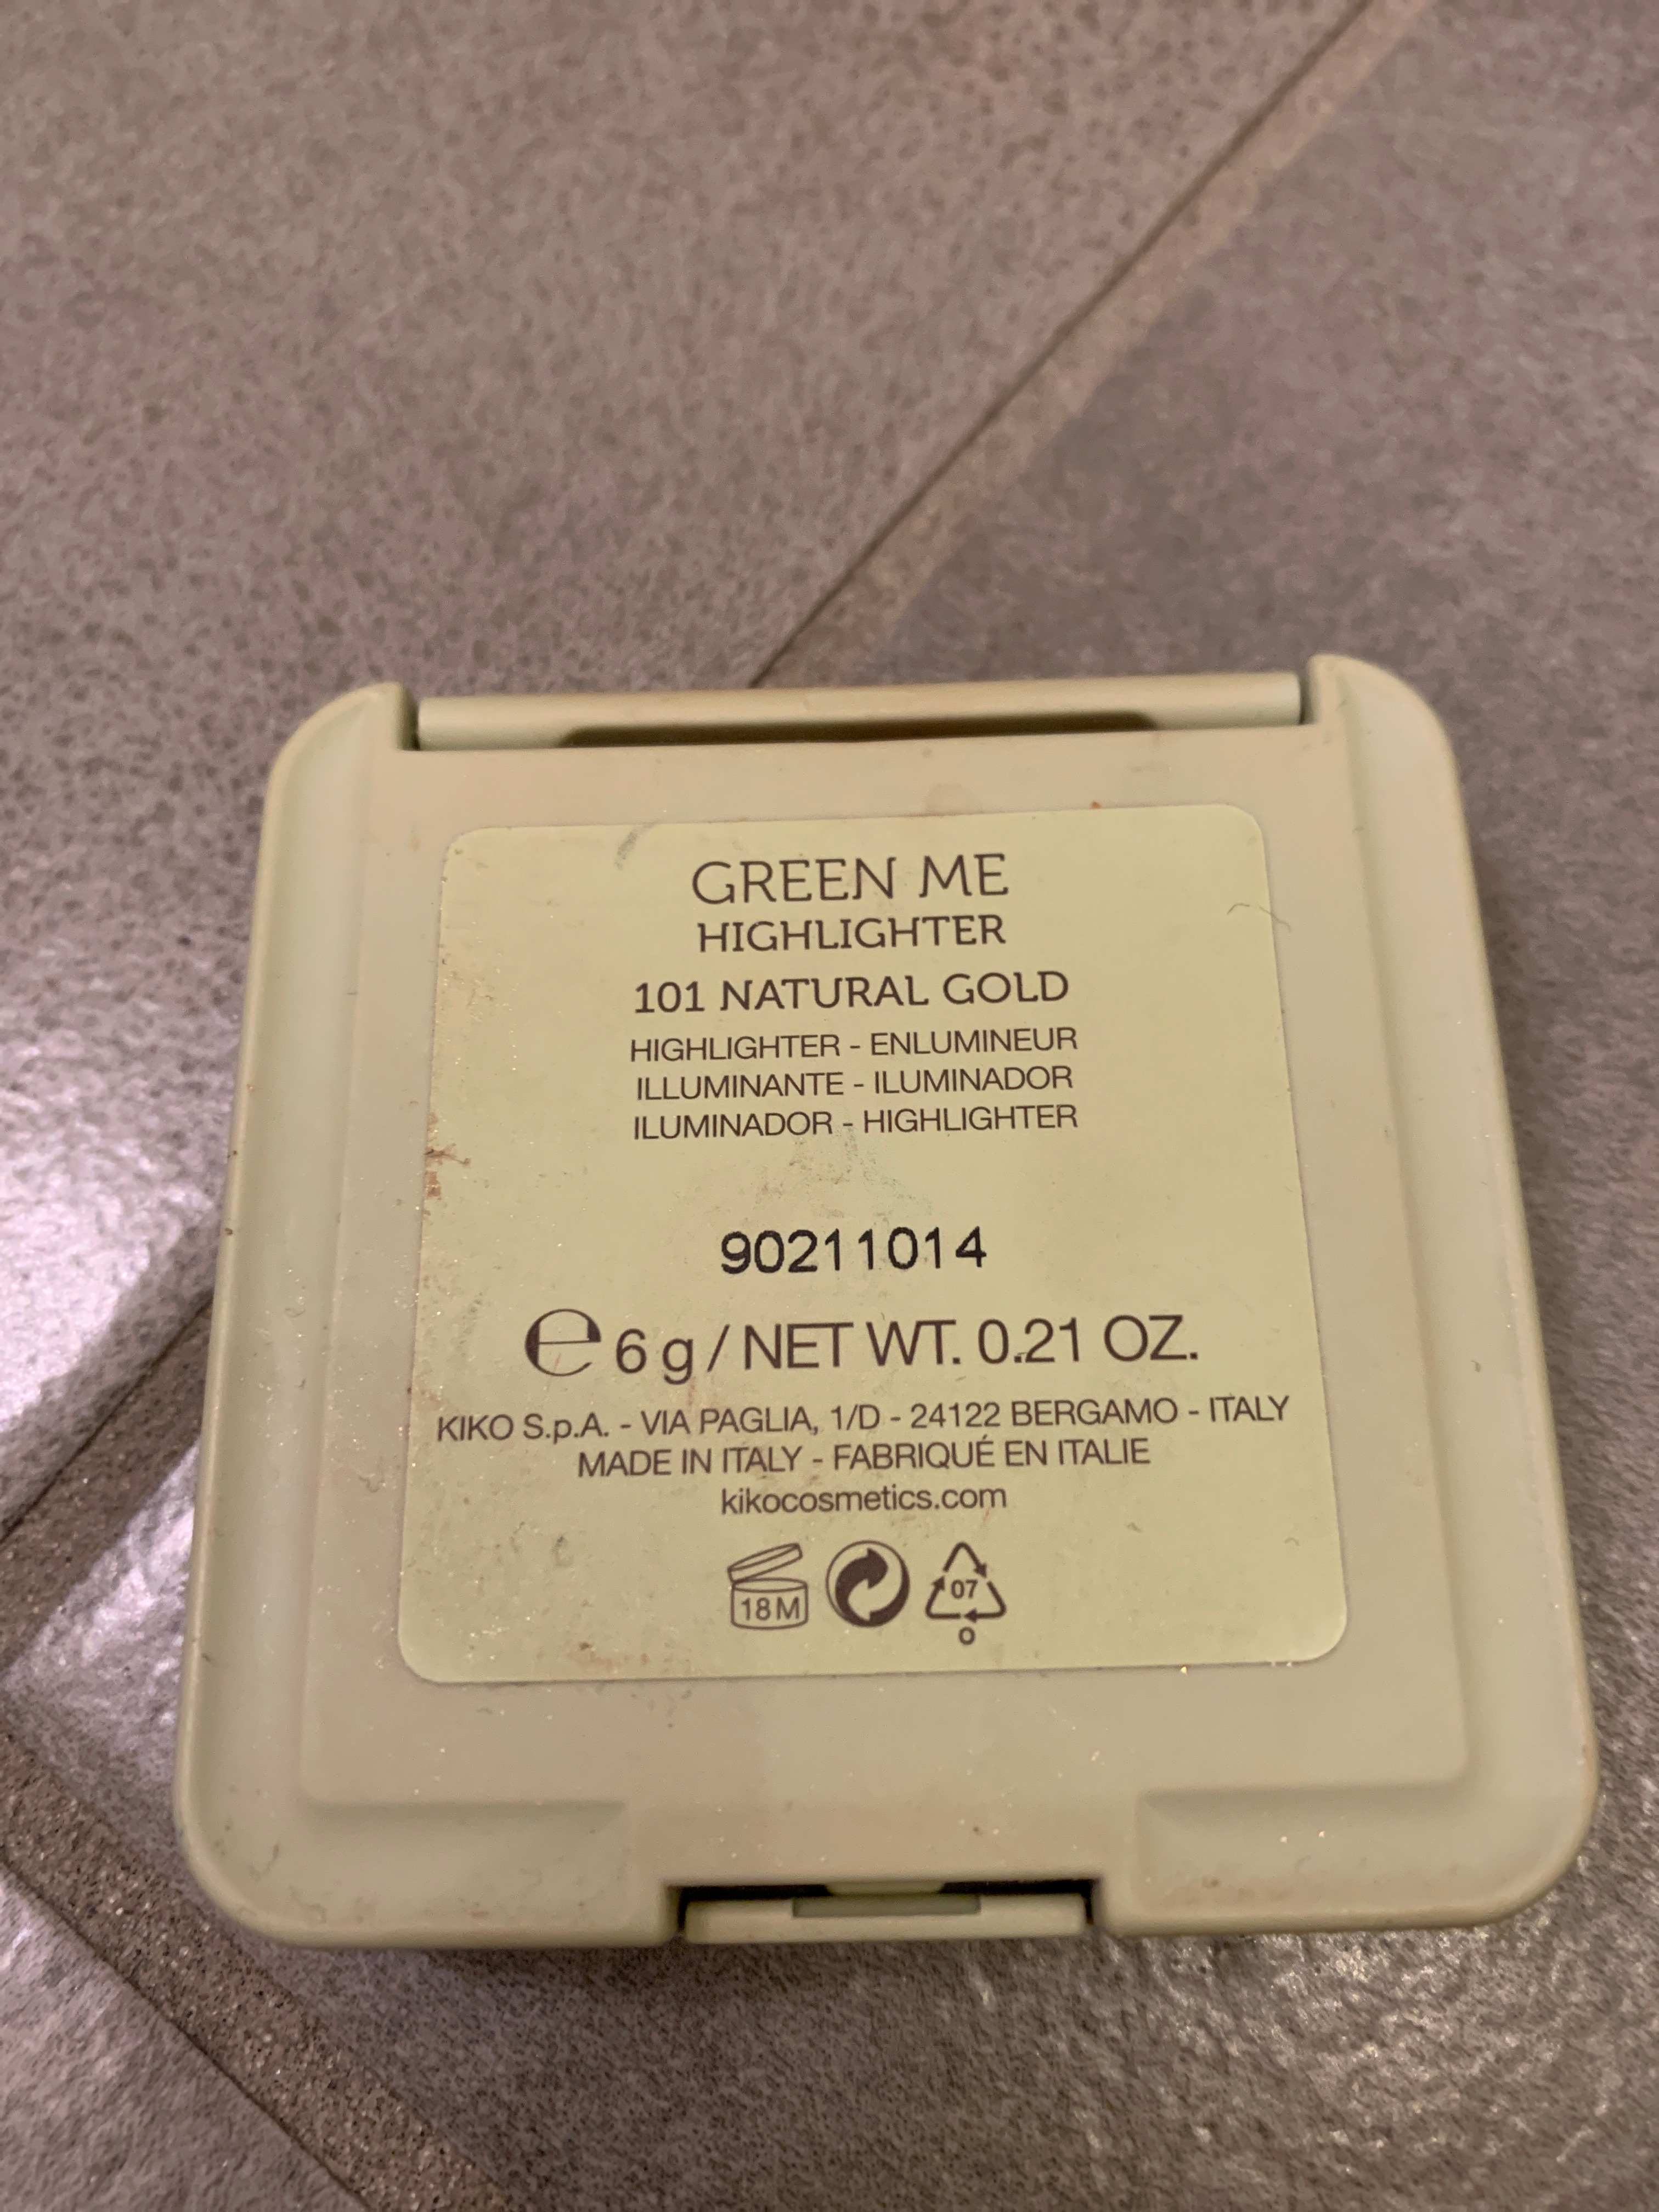 GREEN ME
HIGHLIGHTER
101 NATURAL GOLD
HIGHLIGHTER - ENLUMINEUR
ILLUMINANTE - ILUMINADOR
ILUMINADOR - HIGHLIGHTER
90211014
℮ 6 g / NET WT. 0.21 OZ.
KIKO S.p.A. - VIA PAGLIA, 1/D - 24122 BERGAMO - ITALY
MADE IN ITALY - FABRIQUÉ EN ITALIE
kikocosmetics.com
18 M
07
O